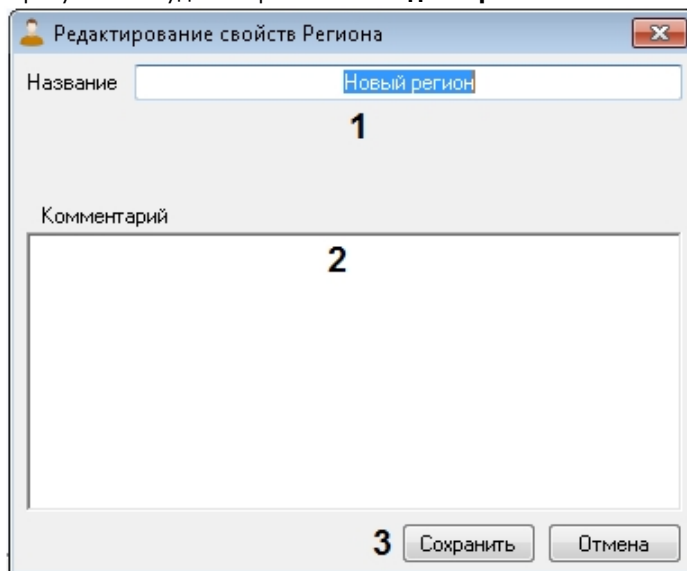 Редактирование свойств Региона
Название Новый регион
1
Комментарий
2
3 Сохранить Отмена